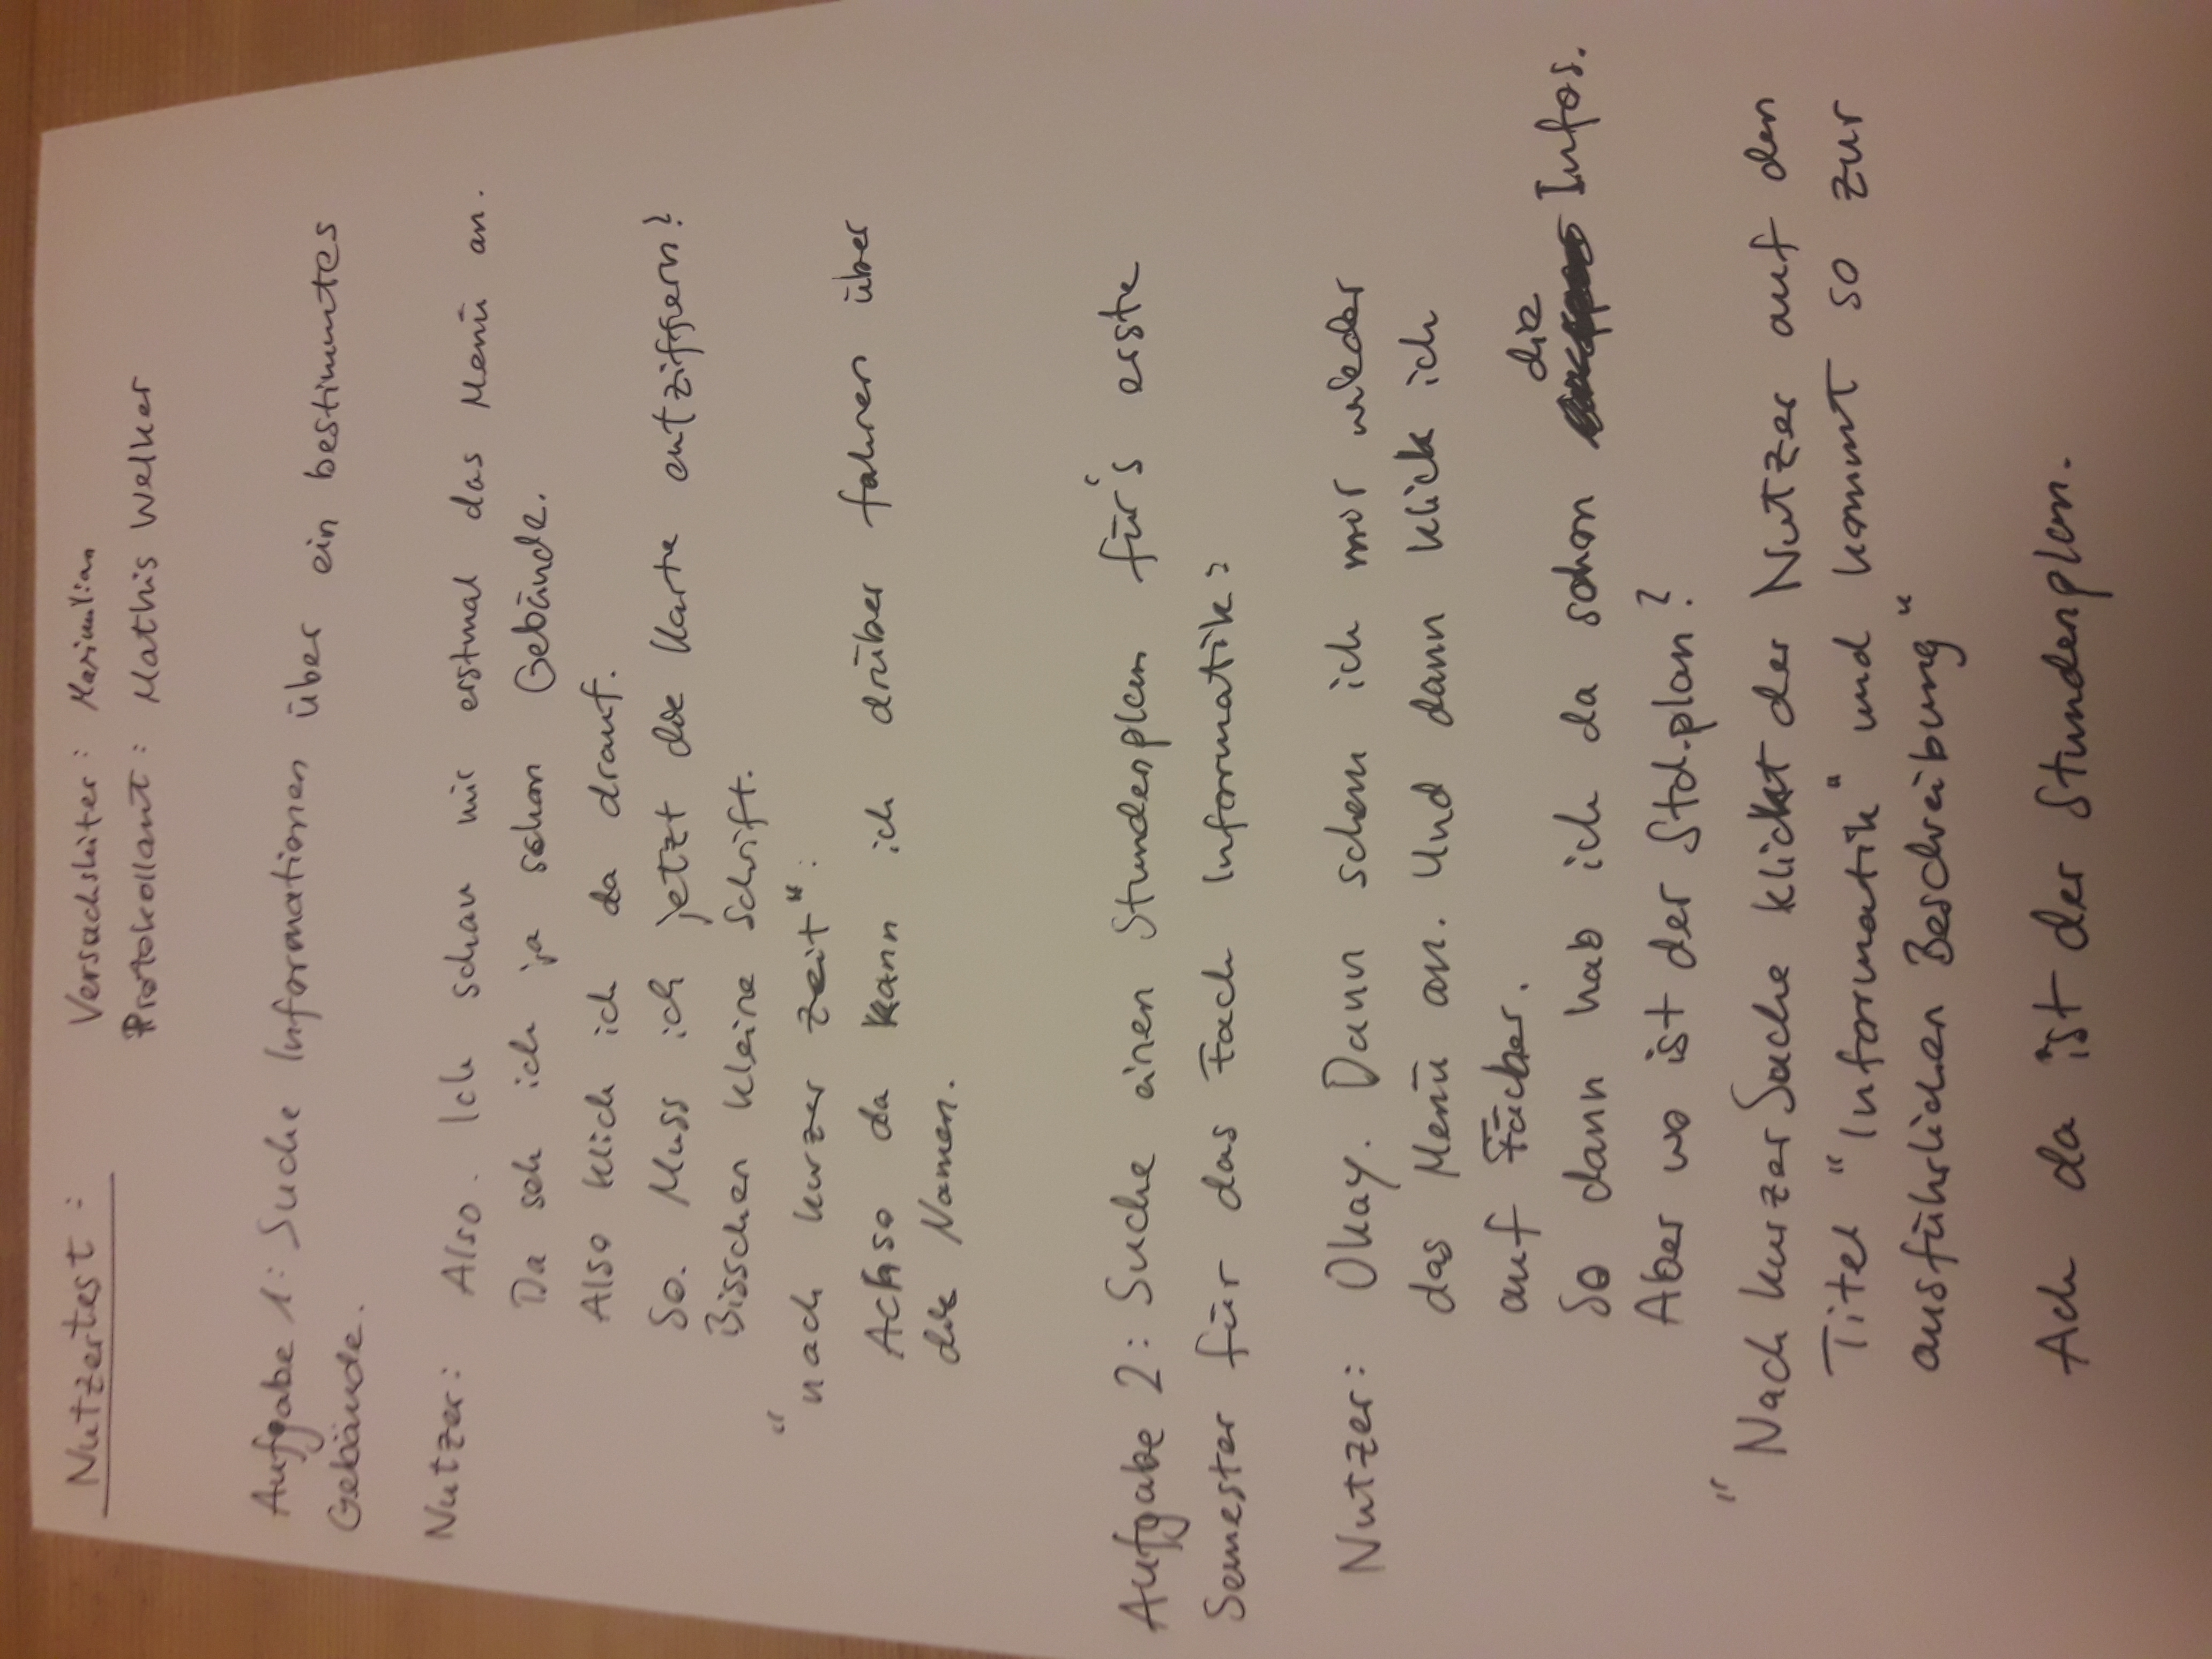 Nutzertest: Versuchsleiter: Maximilian
Protokollant: Mathis Welker
Aufgabe 1: Suche Informationen über ein bestimmtes
Gebäude.
Nutzer: Also. Ich schau mir erstmal das Menü an.
Da seh ich ja schon Gebäude.
Also klick ich da drauf.
So. Muss ich jetzt die Karte entziffern?
Bisschen kleine Schrift.
"nach kurzer Zeit":
Achso da kann ich drüber fahren über
die Namen.
Aufgabe 2: Suche einen Stundenplan für's erste
Semester für das Fach Informatik:
Nutzer: Okay. Dann schau ich mir wieder
das Menü an. Und dann klick ich
auf Fächer.
So dann hab ich da schon die Infos.
Aber wo ist der Std.plan?
"Nach kurzer Suche klickt der Nutzer auf den
Titel "Informatik" und kommt so zur
ausführlichen Beschreibung"
Ach da ist der Stundenplan.